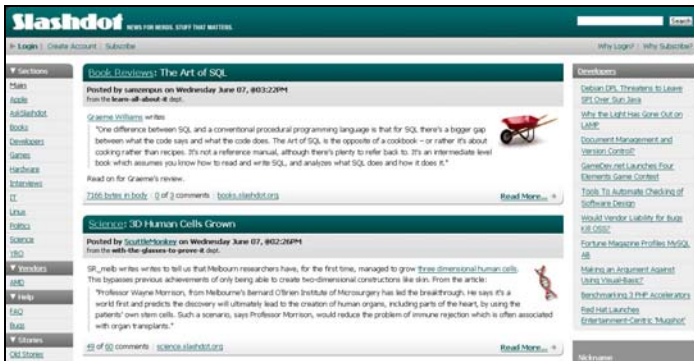 Slashdot NEWS FOR NERDS. STUFF THAT MATTERS.
Search
Login | Create Account | Subscribe
Why Login? | Why Subscribe?
▼ Sections
Main
Apple
AskSlashdot
Books
Developers
Games
Hardware
Interviews
IT
Linux
Politics
Science
YRO
▼ Vendors
AMD
▼ Help
FAQ
Bugs
▼ Stories
Old Stories
Book Reviews: The Art of SQL
Posted by samzenpus on Wednesday June 07, @03:22PM
from the learn-all-about-it dept.
Graeme Williams writes
"One difference between SQL and a conventional procedural programming language is that for SQL there's a bigger gap
between what the code says and what the code does. The Art of SQL is the opposite of a cookbook – or rather it's about
cooking rather than recipes. It's not a reference manual, although there's plenty to refer back to. It's an intermediate level
book which assumes you know how to read and write SQL, and analyzes what SQL does and how it does it."
Read on for Graeme's review.
7166 bytes in body | 0 of 3 comments | books.slashdot.org
Read More...
Science: 3D Human Cells Grown
Posted by ScuttleMonkey on Wednesday June 07, @02:26PM
from the with-the-glasses-to-prove-it dept.
SR_melb writes writes to tell us that Melbourn researchers have, for the first time, managed to grow three dimensional human cells.
This bypasses previous achievements of only being able to create two-dimensional constructions like skin. From the article:
"Professor Wayne Morrison, from Melbourne's Bernard O'Brien Institute of Microsurgery has led the breakthrough. He says it's a
world first and predicts the discovery will ultimately lead to the creation of human organs, including parts of the heart, by using the
patients' own stem cells. Such a scenario, says Professor Morrison, would reduce the problem of immune rejection which is often associated
with organ transplants."
49 of 60 comments | science.slashdot.org
Read More...
Developers
Debian DPL Threatens to Leave
SPI Over Sun Java
Why the Light Has Gone Out on
LAMP
Document Management and
Version Control?
GameDev.net Launches Four
Elements Game Contest
Tools To Automate Checking of
Software Design
Would Vendor Liability for Bugs
Kill OSS?
Fortune Magazine Profiles MySQL
AB
Making an Argument Against
Using Visual-Basic?
Benchmarking 3 PHP Accelerators
Red Hat Launches
Entertainment-Centric 'Mugshot'
Nickname